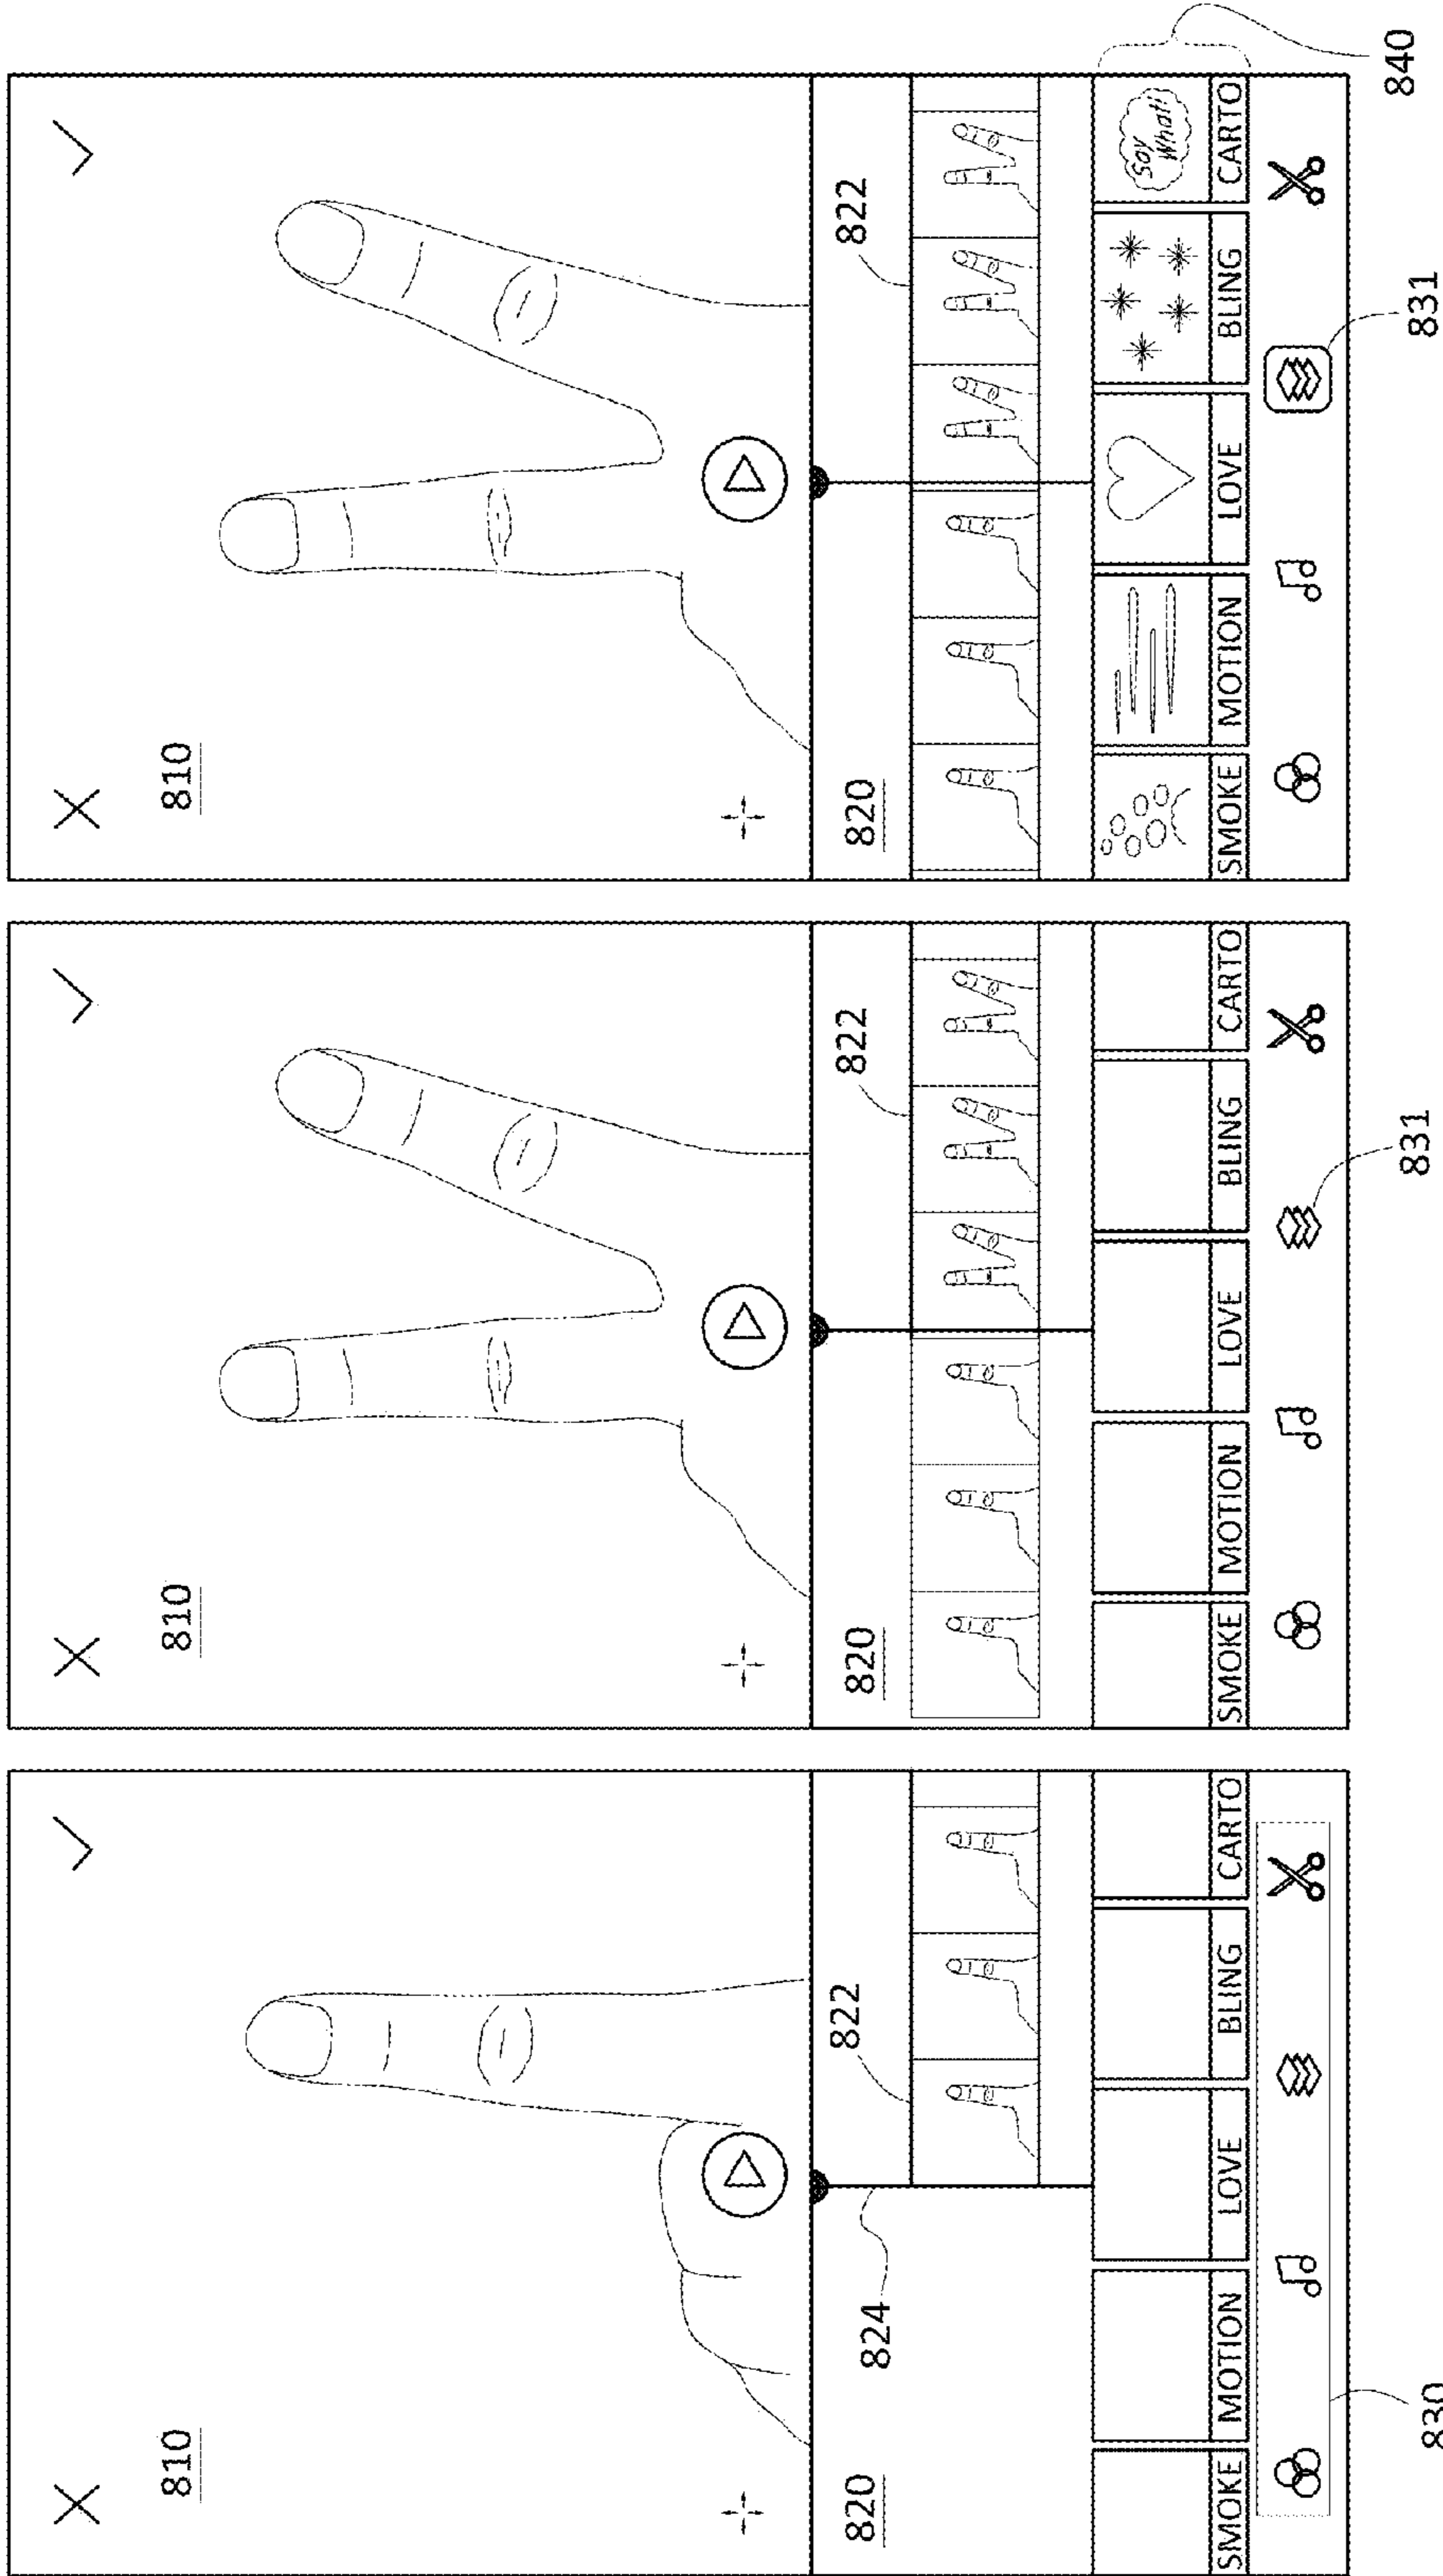 810
820
822
824
SMOKE MOTION LOVE BLING CARTO
830
810
820
822
SMOKE MOTION LOVE BLING CARTO
831
810
820
822
Say
What!
SMOKE MOTION LOVE BLING CARTO
831
840